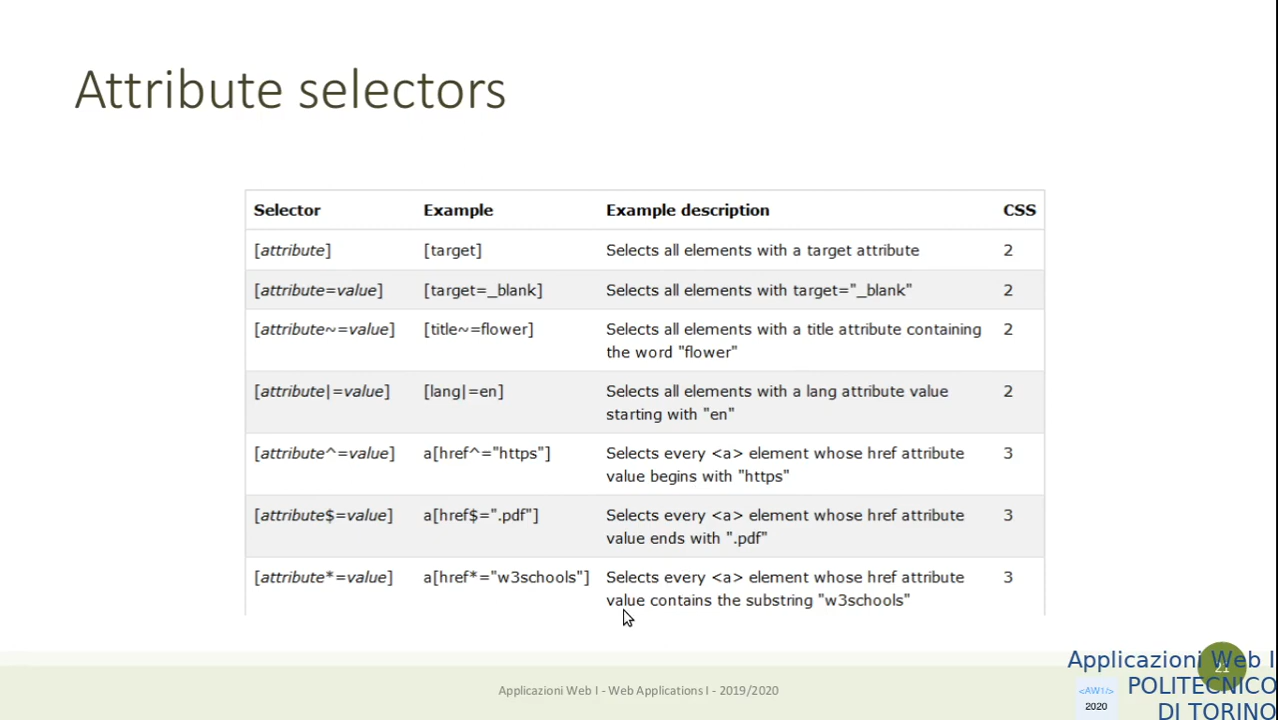 Attribute selectors
Selector Example Example description CSS
[attribute] [target] Selects all elements with a target attribute 2
[attribute=value] [target=_blank] Selects all elements with target="_blank" 2
[attribute~=value] [title~=flower] Selects all elements with a title attribute containing 2
the word "flower"
[attribute|=value] [lang|=en] Selects all elements with a lang attribute value 2
starting with "en"
[attribute^=value] a[href^="https"] Selects every <a> element whose href attribute 3
value begins with "https"
[attribute$=value] a[href$=".pdf"] Selects every <a> element whose href attribute 3
value ends with ".pdf"
[attribute*=value] a[href*="w3schools"] Selects every <a> element whose href attribute 3
value contains the substring "w3schools"
Applicazioni Web I - Web Applications I - 2019/2020
21
Applicazioni Web I
POLITECNICO
DI TORINO
<AW1/>
2020